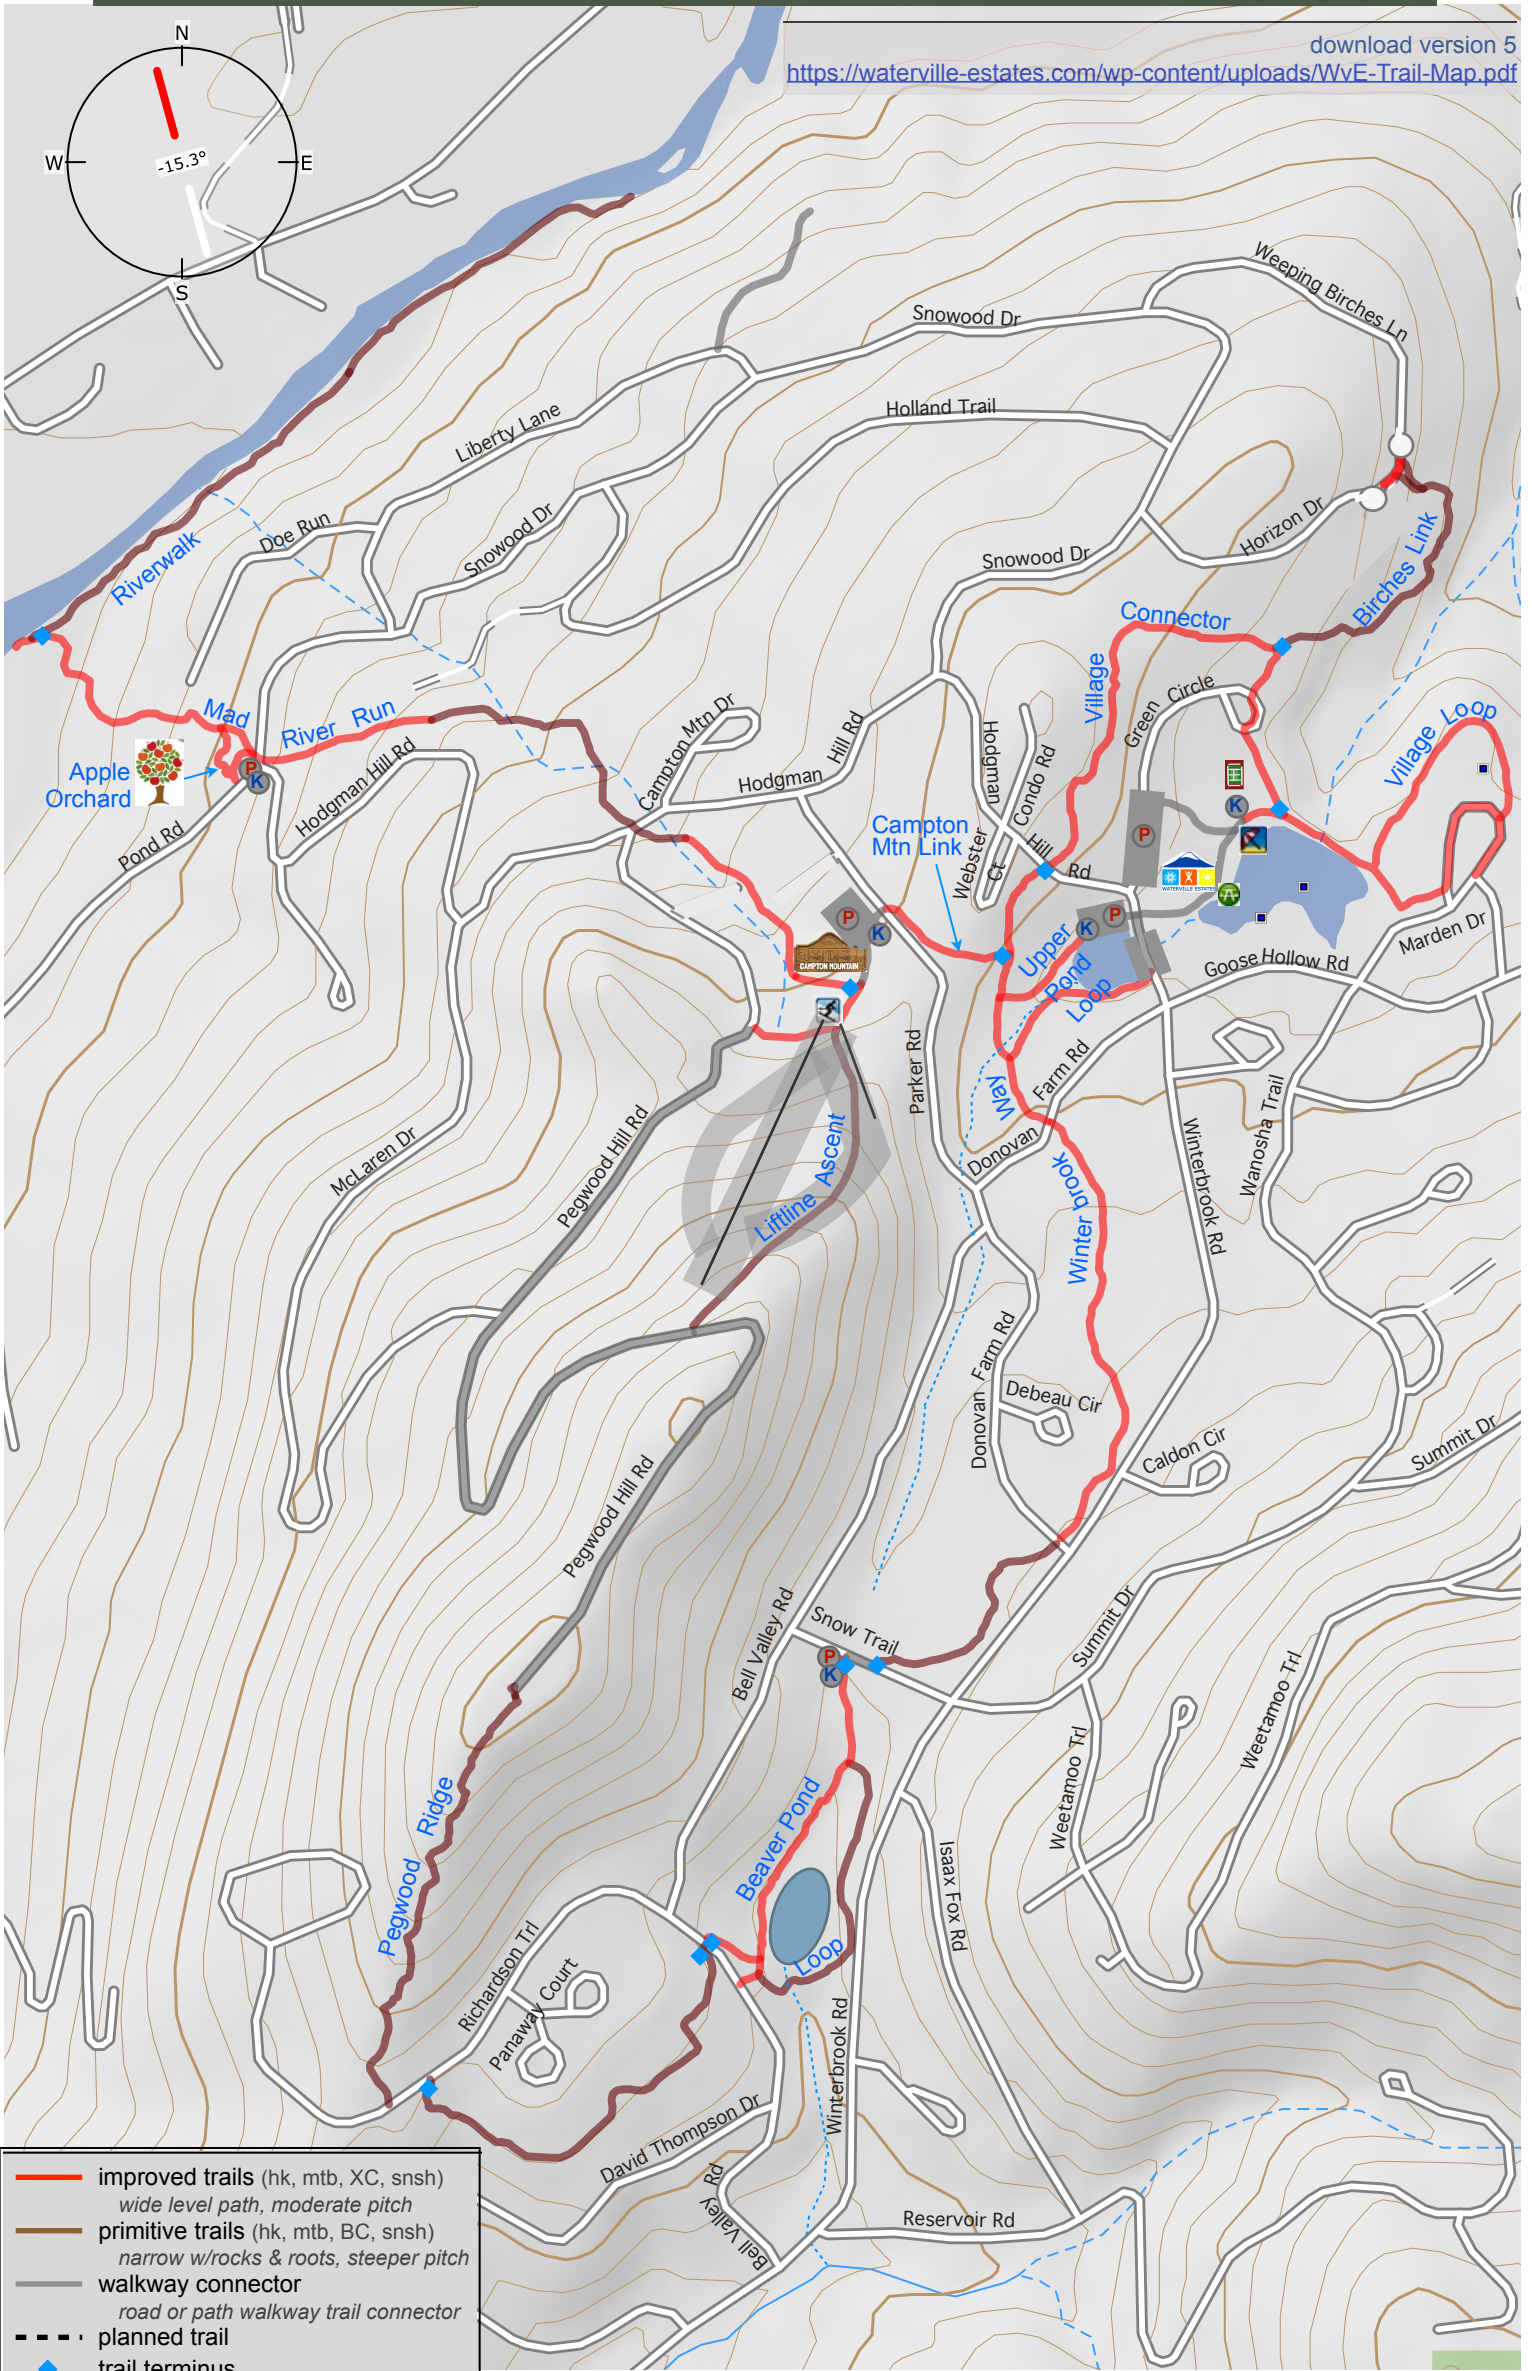 download version 5
https://waterville-estates.com/wp-content/uploads/WvE-Trail-Map.pdf
N
W
E
S
-15.3°
Weeping Birches Ln
Snowood Dr
Holland Trail
Liberty Lane
Doe Run
Snowood Dr
Horizon Dr
Snowood Dr
Riverwalk
Birches Link
Connector
Village
Green Circle
Mad
River Run
Village Loop
Apple
Orchard
P
K
Hodgman Hill Rd
Campton Mtn Dr
Hodgman
Hill Rd
Hodgman
Condo Rd
Pond Rd
Campton
Mtn Link
Webster
Ct
Hill
Rd
K
P
WATERVILLE ESTATES
P
K
K
P
CAMPTON MOUNTAIN
Upper
Pond
Loop
Marden Dr
Goose Hollow Rd
Parker Rd
Way
Farm Rd
Donovan
Winter brook
Winterbrook Rd
Wanosha Trail
McLaren Dr
Pegwood Hill Rd
Liftline Ascent
Farm Rd
Donovan
Debeau Cir
Caldon Cir
Summit Dr
Pegwood Hill Rd
Bell Valley Rd
Snow Trail
P
K
Summit Dr
Weetamoo Trl
Weetamoo Trl
Pegwood Ridge
Beaver Pond
Loop
Isaax Fox Rd
Richardson Trl
Panaway Court
Winterbrook Rd
David Thompson Dr
Bell Valley Rd
Reservoir Rd
improved trails (hk, mtb, XC, snsh)
wide level path, moderate pitch
primitive trails (hk, mtb, BC, snsh)
narrow w/rocks & roots, steeper pitch
walkway connector
road or path walkway trail connector
planned trail
trail terminus